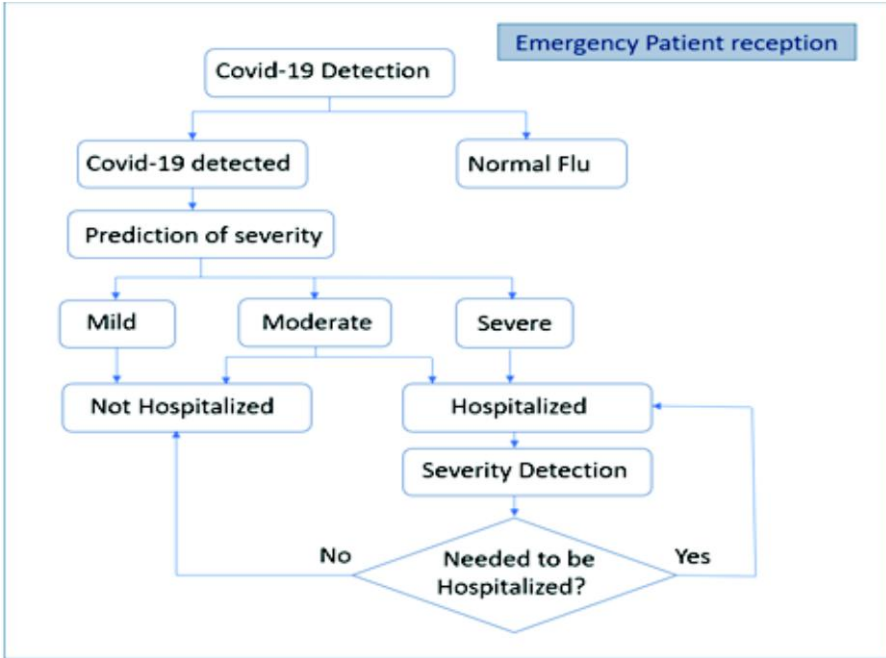 Emergency Patient reception
Covid-19 Detection
Covid-19 detected
Normal Flu
Prediction of severity
Mild
Moderate
Severe
Not Hospitalized
Hospitalized
Severity Detection
No
Needed to be
Hospitalized?
Yes